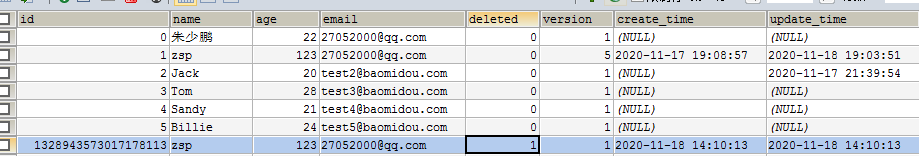 id name age email deleted version create_time update_time
0 朱少鹏 22 27052000@qq.com 0 1 (NULL) (NULL)
1 zsp 123 27052000@qq.com 0 5 2020-11-17 19:08:57 2020-11-18 19:03:51
2 Jack 20 test2@baomidou.com 0 1 (NULL) 2020-11-17 21:39:54
3 Tom 28 test3@baomidou.com 0 1 (NULL) (NULL)
4 Sandy 21 test4@baomidou.com 0 1 (NULL) (NULL)
5 Billie 24 test5@baomidou.com 0 1 (NULL) (NULL)
1328943573017178113 zsp 123 27052000@qq.com 1 1 2020-11-18 14:10:13 2020-11-18 14:10:13